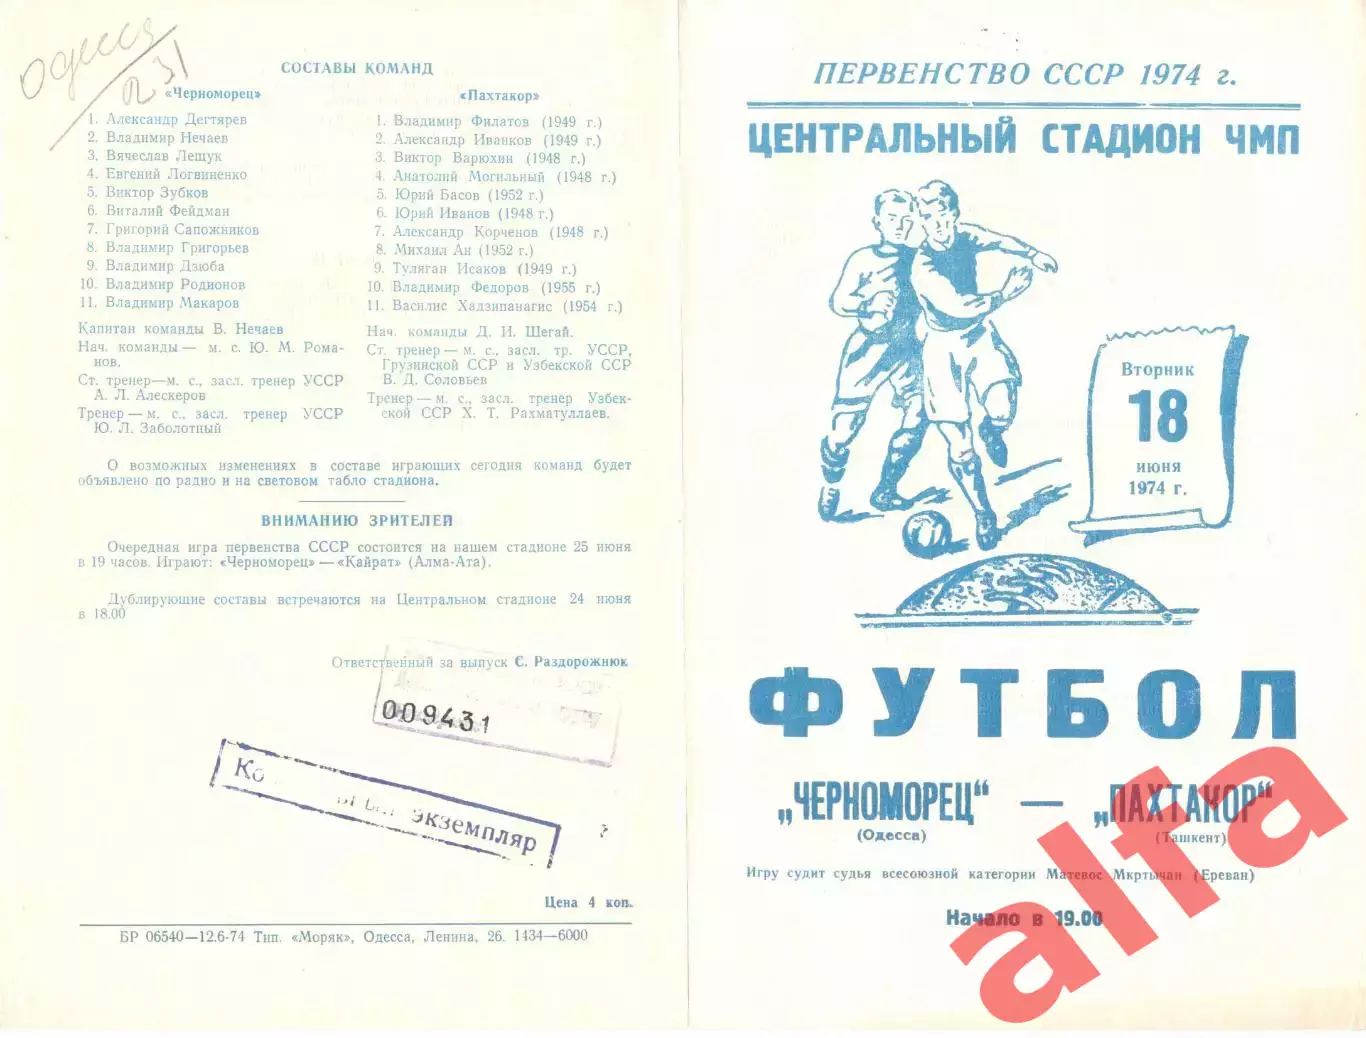 Одесса
231
СОСТАВЫ КОМАНД
«Черноморец»
1. Александр Дегтярев
2. Владимир Нечаев
3. Вячеслав Лещук
4. Евгений Логвиненко
5. Виктор Зубков
6. Виталий Фейдман
7. Григорий Сапожников
8. Владимир Григорьев
9. Владимир Дзюба
10. Владимир Родионов
11. Владимир Макаров
Капитан команды В. Нечаев
Нач. команды — м. с. Ю. М. Рома-
нов.
Ст. тренер—м. с., засл. тренер УССР
А. Л. Алескеров
Тренер — м. с., засл. тренер УССР
Ю. Л. Заболотный
«Пахтакор»
1. Владимир Филатов (1949 г.)
2. Александр Иванков (1949 г.)
3. Виктор Варюхин (1948 г.)
4. Анатолий Могильный (1948 г.)
5. Юрий Басов (1952 г.)
6. Юрий Иванов (1948 г.)
7. Александр Корченов (1948 г.)
8. Михаил Ан (1952 г.)
9. Туляган Исаков (1949 г.)
10. Владимир Федоров (1955 г.)
11. Василис Хадзипанагис (1954 г.)
Нач. команды Д. И. Шегай.
Ст. тренер — м. с., засл. тр. УССР,
Грузинской ССР и Узбекской ССР
В. Д. Соловьев
Тренер — м. с., засл. тренер Узбек-
ской ССР Х. Т. Рахматуллаев.
О возможных изменениях в составе играющих сегодня команд будет
объявлено по радио и на световом табло стадиона.
ВНИМАНИЮ ЗРИТЕЛЕЙ
Очередная игра первенства СССР состоится на нашем стадионе 25 июня
в 19 часов. Играют: «Черноморец» — «Кайрат» (Алма-Ата).
Дублирующие составы встречаются на Центральном стадионе 24 июня
в 18.00
Ответственный за выпуск С. Раздорожнюк
009431
экземпляр
Цена 4 коп.
БР 06540—12.6-74 Тип. «Моряк», Одесса, Ленина, 26. 1434—6000
ПЕРВЕНСТВО СССР 1974 г.
ЦЕНТРАЛЬНЫЙ СТАДИОН ЧМП
Вторник
18
июня
1974 г.
ФУТБОЛ
„ЧЕРНОМОРЕЦ“ — „ПАХТАКОР“
(Одесса) (Ташкент)
Игру судит судья всесоюзной категории Матевос Мкртычан (Ереван)
Начало в 19.00
alfa